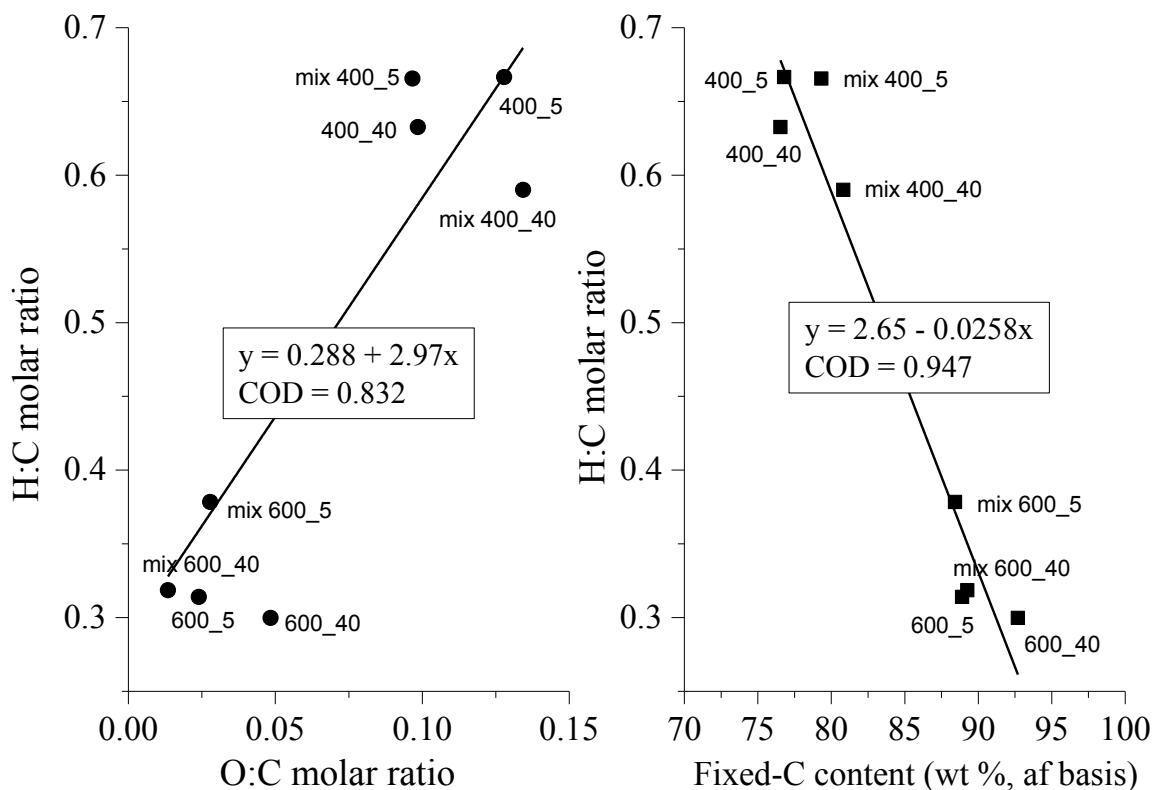 H:C molar ratio
0.7
0.6
0.5
0.4
0.3
mix 400_5
400_5
400_40
mix 400_40
y = 0.288 + 2.97x
COD = 0.832
mix 600_5
mix 600_40
600_5
600_40
0.00 0.05 0.10 0.15
O:C molar ratio
H:C molar ratio
0.7
0.6
0.5
0.4
0.3
400_5
mix 400_5
400_40
mix 400_40
y = 2.65 - 0.0258x
COD = 0.947
mix 600_5
mix 600_40
600_5
600_40
70 75 80 85 90 95 100
Fixed-C content (wt %, af basis)